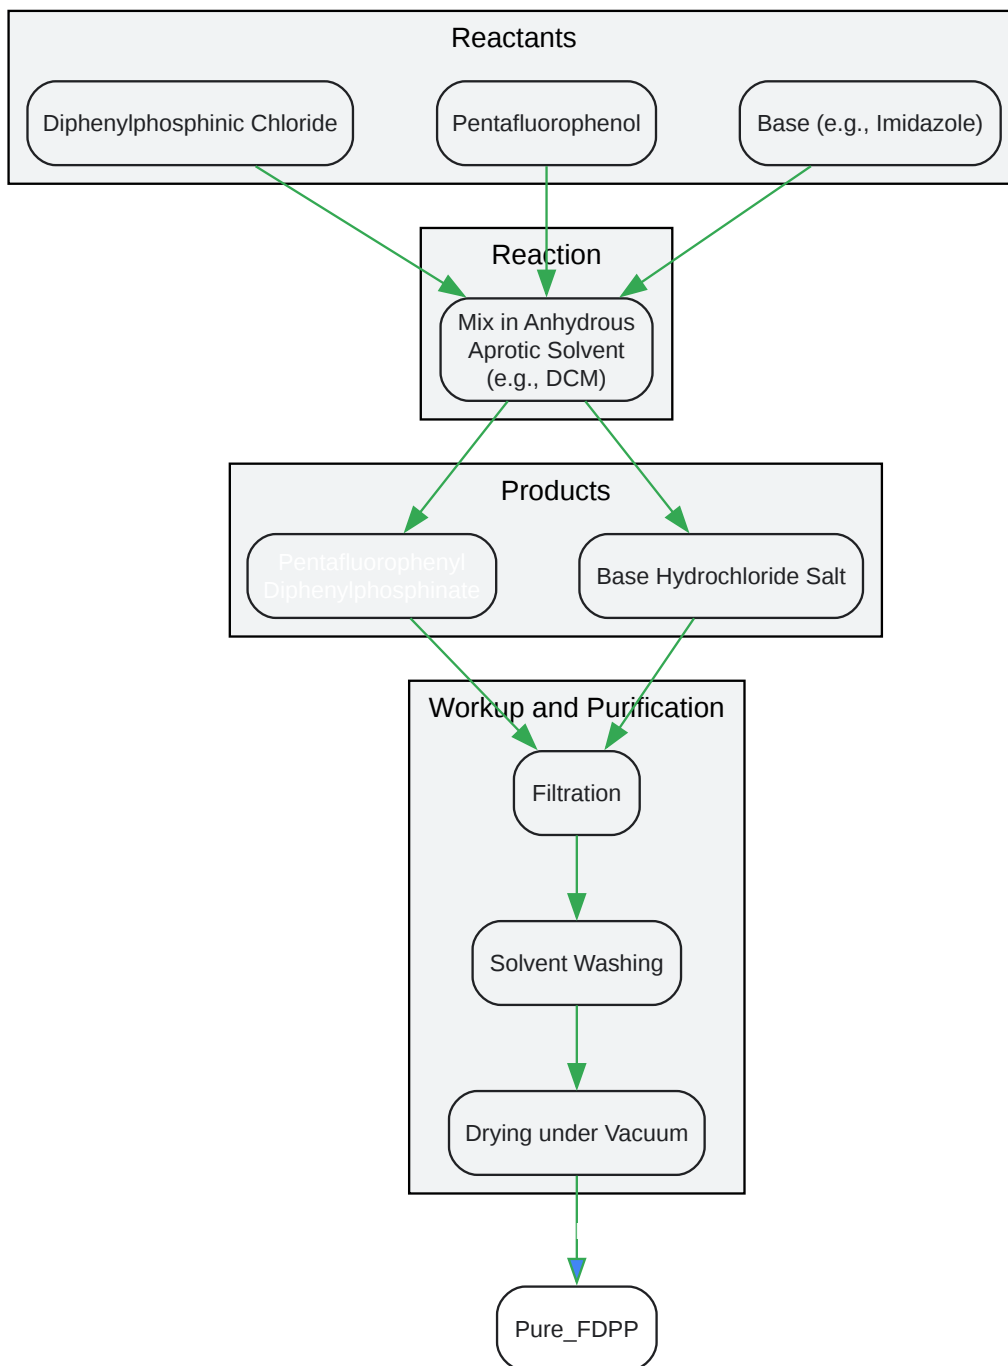 Reactants
Diphenylphosphinic Chloride
Pentafluorophenol
Base (e.g., Imidazole)
Reaction
Mix in Anhydrous
Aprotic Solvent
(e.g., DCM)
Products
Pentafluorophenyl
Diphenylphosphinate
Base Hydrochloride Salt
Workup and Purification
Filtration
Solvent Washing
Drying under Vacuum
Pure_FDPP